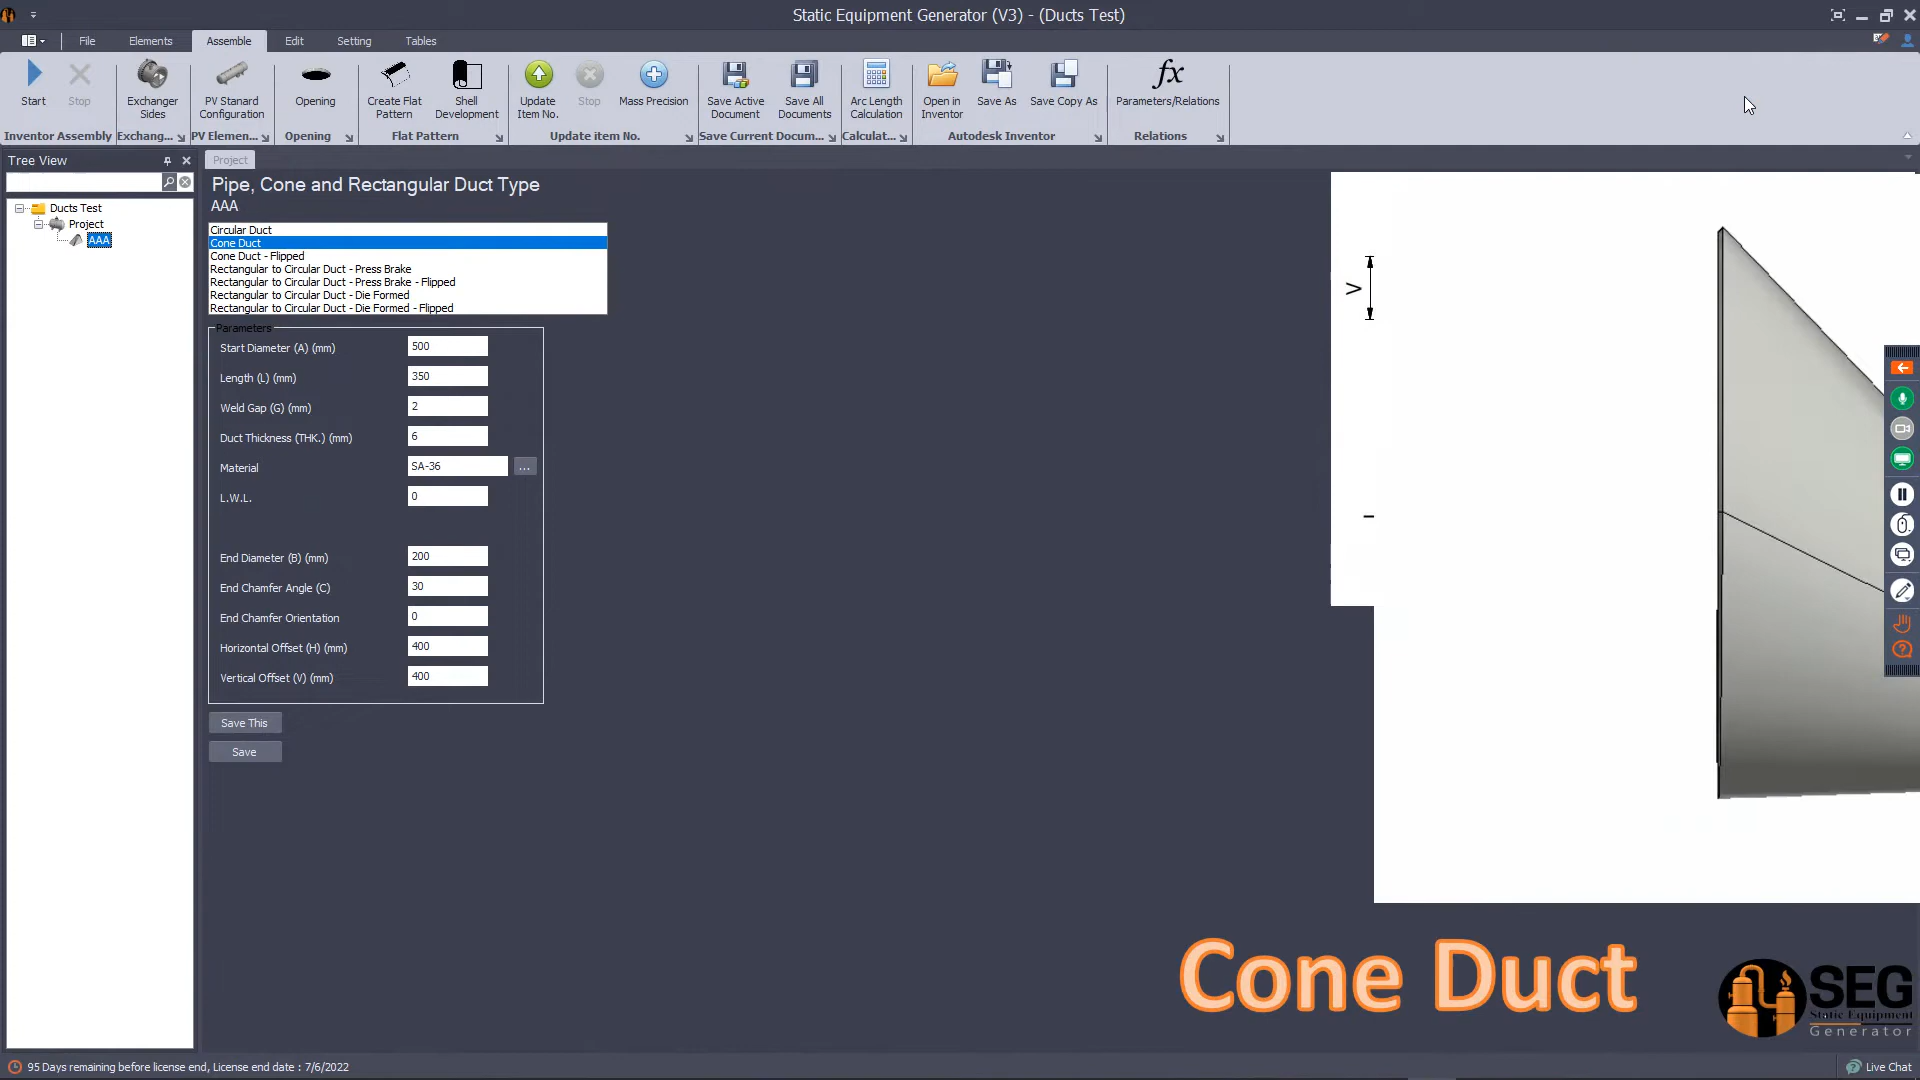 Static Equipment Generator (V3) - (Ducts Test)
File Elements Assemble Edit Setting Tables
Start Stop Exchanger Sides PV Stanard Configuration Opening Create Flat Pattern Shell Development Update Item No. Stop Mass Precision Save Active Document Save All Documents Arc Length Calculation Open in Inventor Save As Save Copy As fx Parameters/Relations
Inventor Assembly Exchang... PV Elemen... Opening Flat Pattern Update item No. Save Current Docum... Calculat... Autodesk Inventor Relations
Tree View
Project
Ducts Test
Project
AAA
Pipe, Cone and Rectangular Duct Type
AAA
Circular Duct
Cone Duct
Cone Duct - Flipped
Rectangular to Circular Duct - Press Brake
Rectangular to Circular Duct - Press Brake - Flipped
Rectangular to Circular Duct - Die Formed
Rectangular to Circular Duct - Die Formed - Flipped
Parameters
Start Diameter (A) (mm) 500
Length (L) (mm) 350
Weld Gap (G) (mm) 2
Duct Thickness (THK.) (mm) 6
Material SA-36 ...
L.W.L. 0
End Diameter (B) (mm) 200
End Chamfer Angle (C) 30
End Chamfer Orientation 0
Horizontal Offset (H) (mm) 400
Vertical Offset (V) (mm) 400
Save This
Save
V
Cone Duct
SEG
Static Equipment
Generator
95 Days remaining before license end, License end date : 7/6/2022
Live Chat